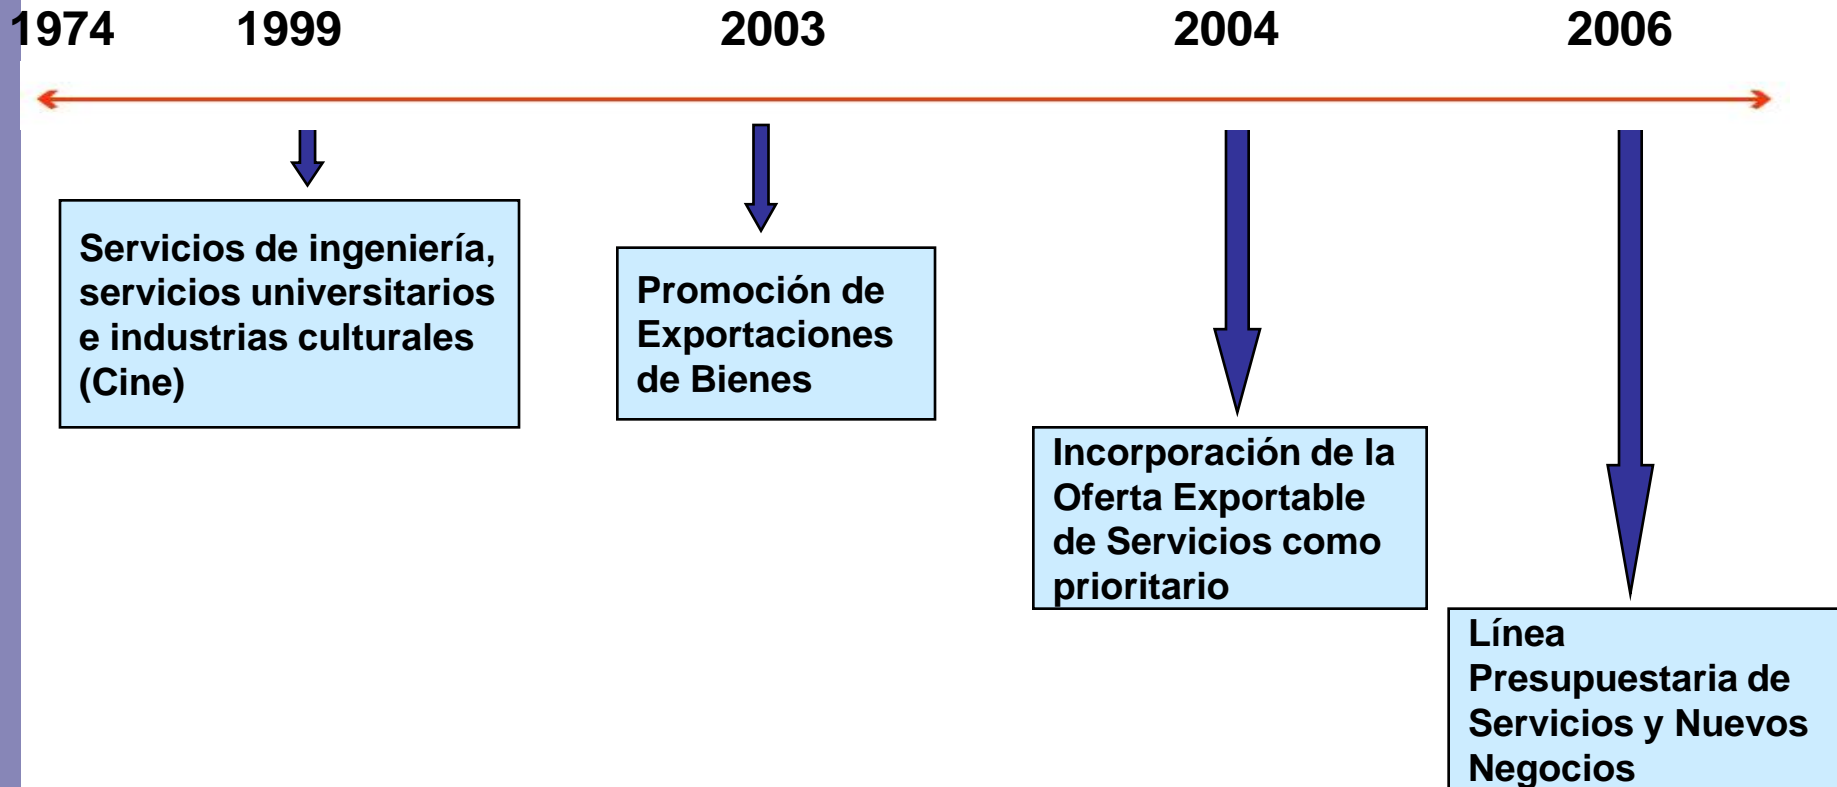 1974 1999 2003 2004 2006
Servicios de ingeniería,
servicios universitarios
e industrias culturales
(Cine)
Promoción de
Exportaciones
de Bienes
Incorporación de la
Oferta Exportable
de Servicios como
prioritario
Línea
Presupuestaria de
Servicios y Nuevos
Negocios